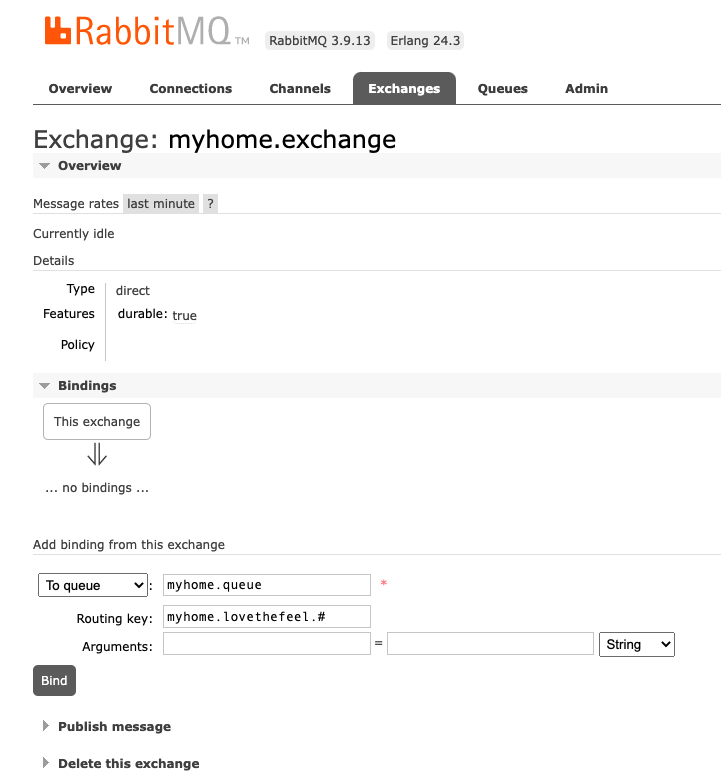 RabbitMQ TM RabbitMQ 3.9.13 Erlang 24.3
Overview Connections Channels Exchanges Queues Admin
Exchange: myhome.exchange
Overview
Message rates last minute ?
Currently idle
Details
Type direct
Features durable: true
Policy
Bindings
This exchange
⇓
... no bindings ...
Add binding from this exchange
To queue : myhome.queue *
Routing key: myhome.lovethefeel.#
Arguments: = String
Bind
Publish message
Delete this exchange